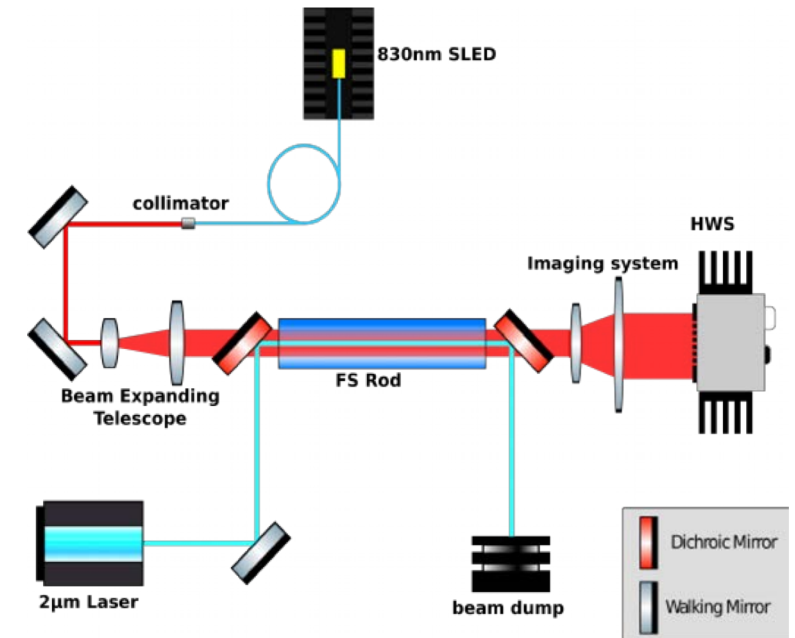 830nm SLED
collimator
HWS
Imaging system
Beam Expanding
Telescope
FS Rod
2μm Laser
beam dump
Dichroic Mirror
Walking Mirror